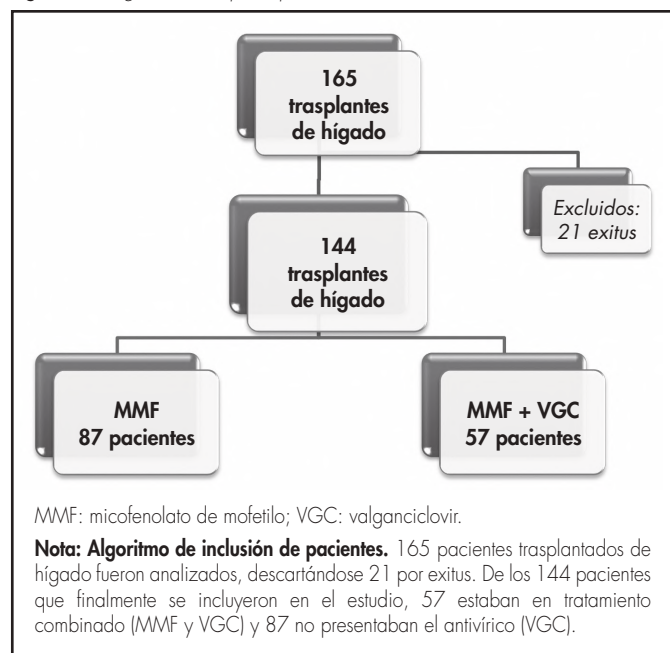 165
trasplantes
de hígado
Excluidos:
21 exitus
144
trasplantes
de hígado
MMF
87 pacientes
MMF + VGC
57 pacientes
MMF: micofenolato de mofetilo; VGC: valganciclovir.
Nota: Algoritmo de inclusión de pacientes. 165 pacientes trasplantados de
hígado fueron analizados, descartándose 21 por exitus. De los 144 pacientes
que finalmente se incluyeron en el estudio, 57 estaban en tratamiento
combinado (MMF y VGC) y 87 no presentaban el antivírico (VGC).